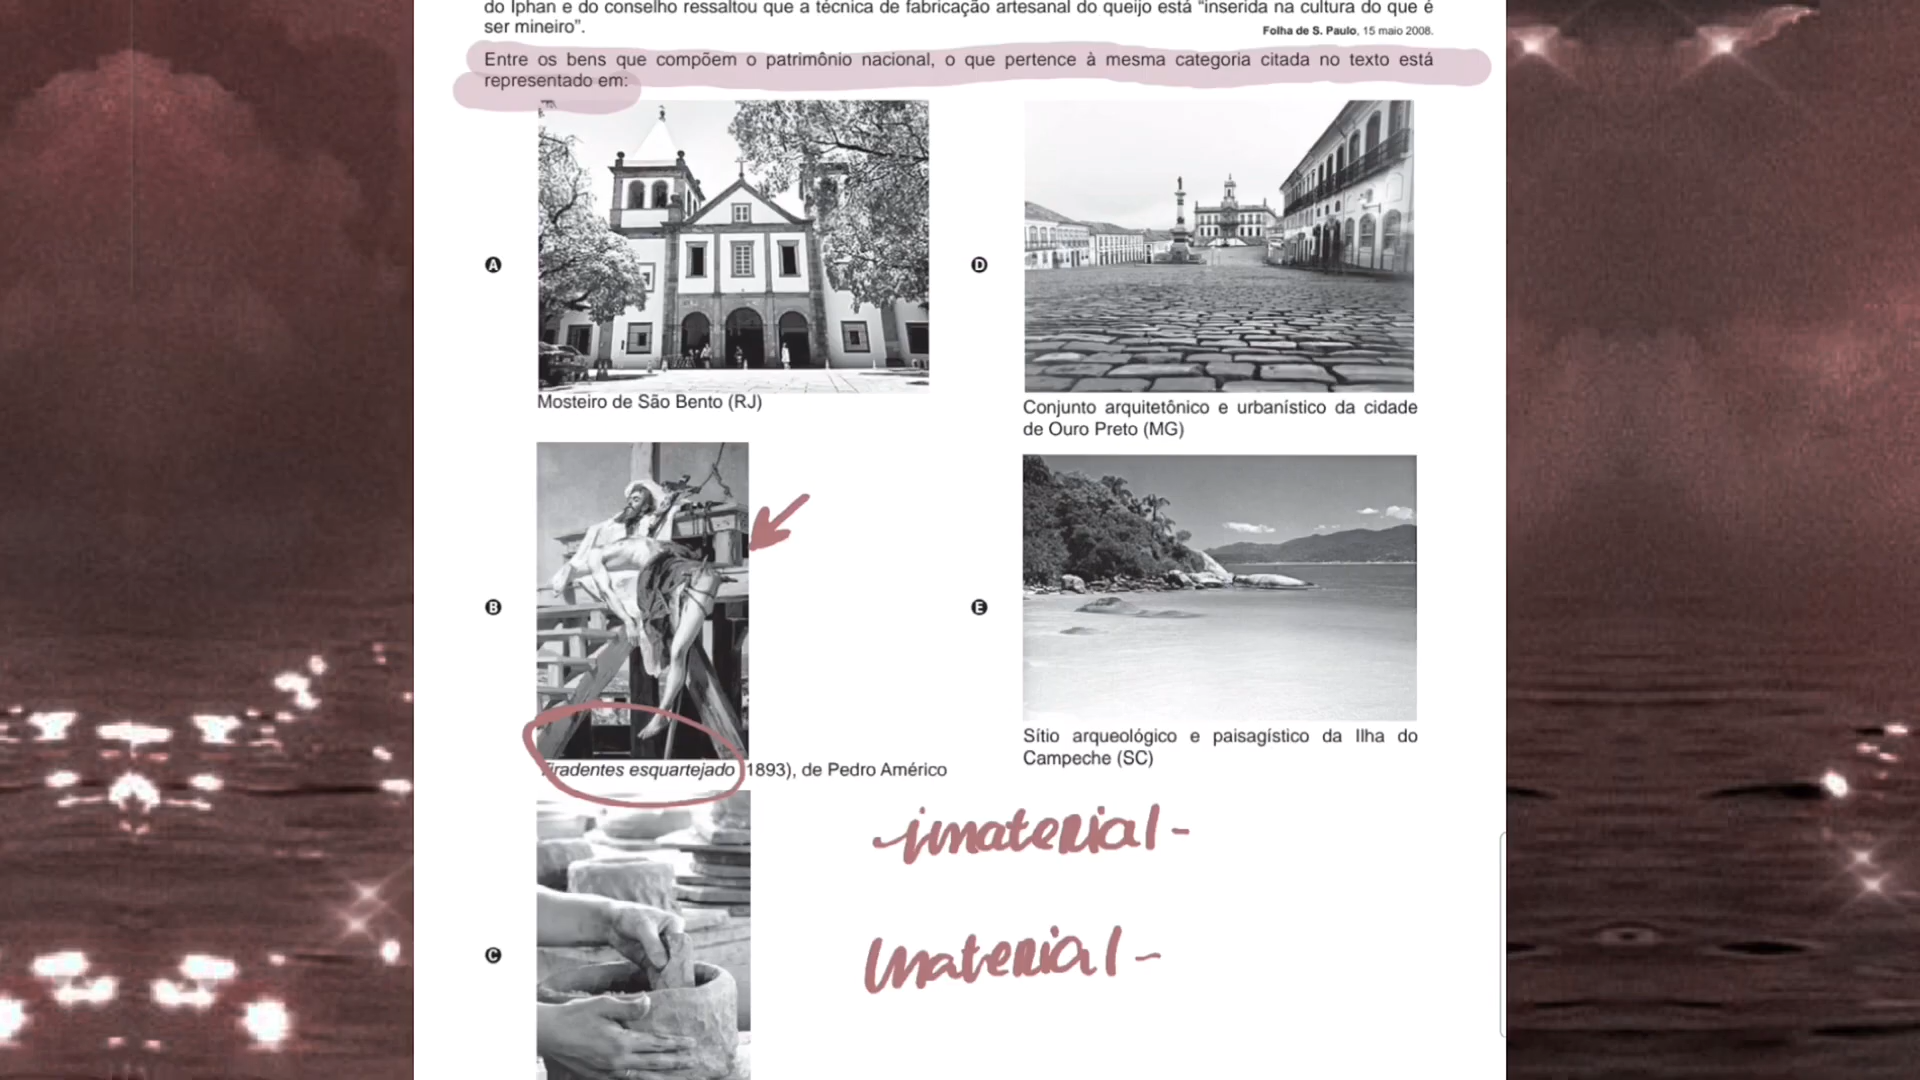 do Iphan e do conselho ressaltou que a técnica de fabricação artesanal do queijo está “inserida na cultura do que é
ser mineiro”.
Folha de S. Paulo, 15 maio 2008.
Entre os bens que compõem o patrimônio nacional, o que pertence à mesma categoria citada no texto está
representado em:
A
Mosteiro de São Bento (RJ)
D
Conjunto arquitetônico e urbanístico da cidade
de Ouro Preto (MG)
B
Tiradentes esquartejado (1893), de Pedro Américo
E
Sítio arqueológico e paisagístico da Ilha do
Campeche (SC)
C
imaterial -
material -